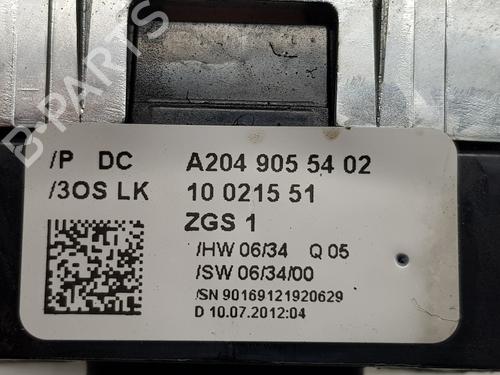 /P DC A204 905 54 02
/3OS LK 10 0215 51
ZGS 1
/HW 06/34 Q 05
/SW 06/34/00
/SN 90169121920629
D 10.07.2012:04